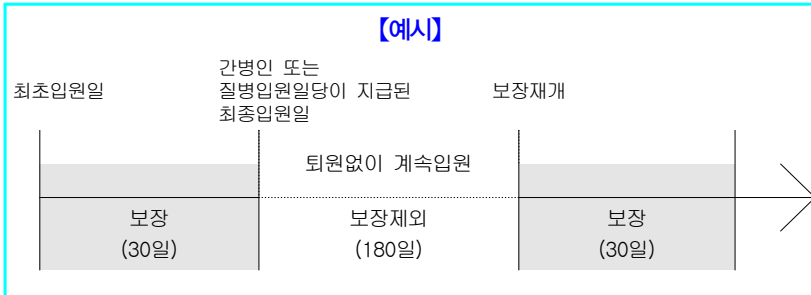 【예시】
최초입원일
간병인 또는
질병입원일당이 지급된
최종입원일
보장재개
퇴원없이 계속입원
보장
(30일)
보장제외
(180일)
보장
(30일)